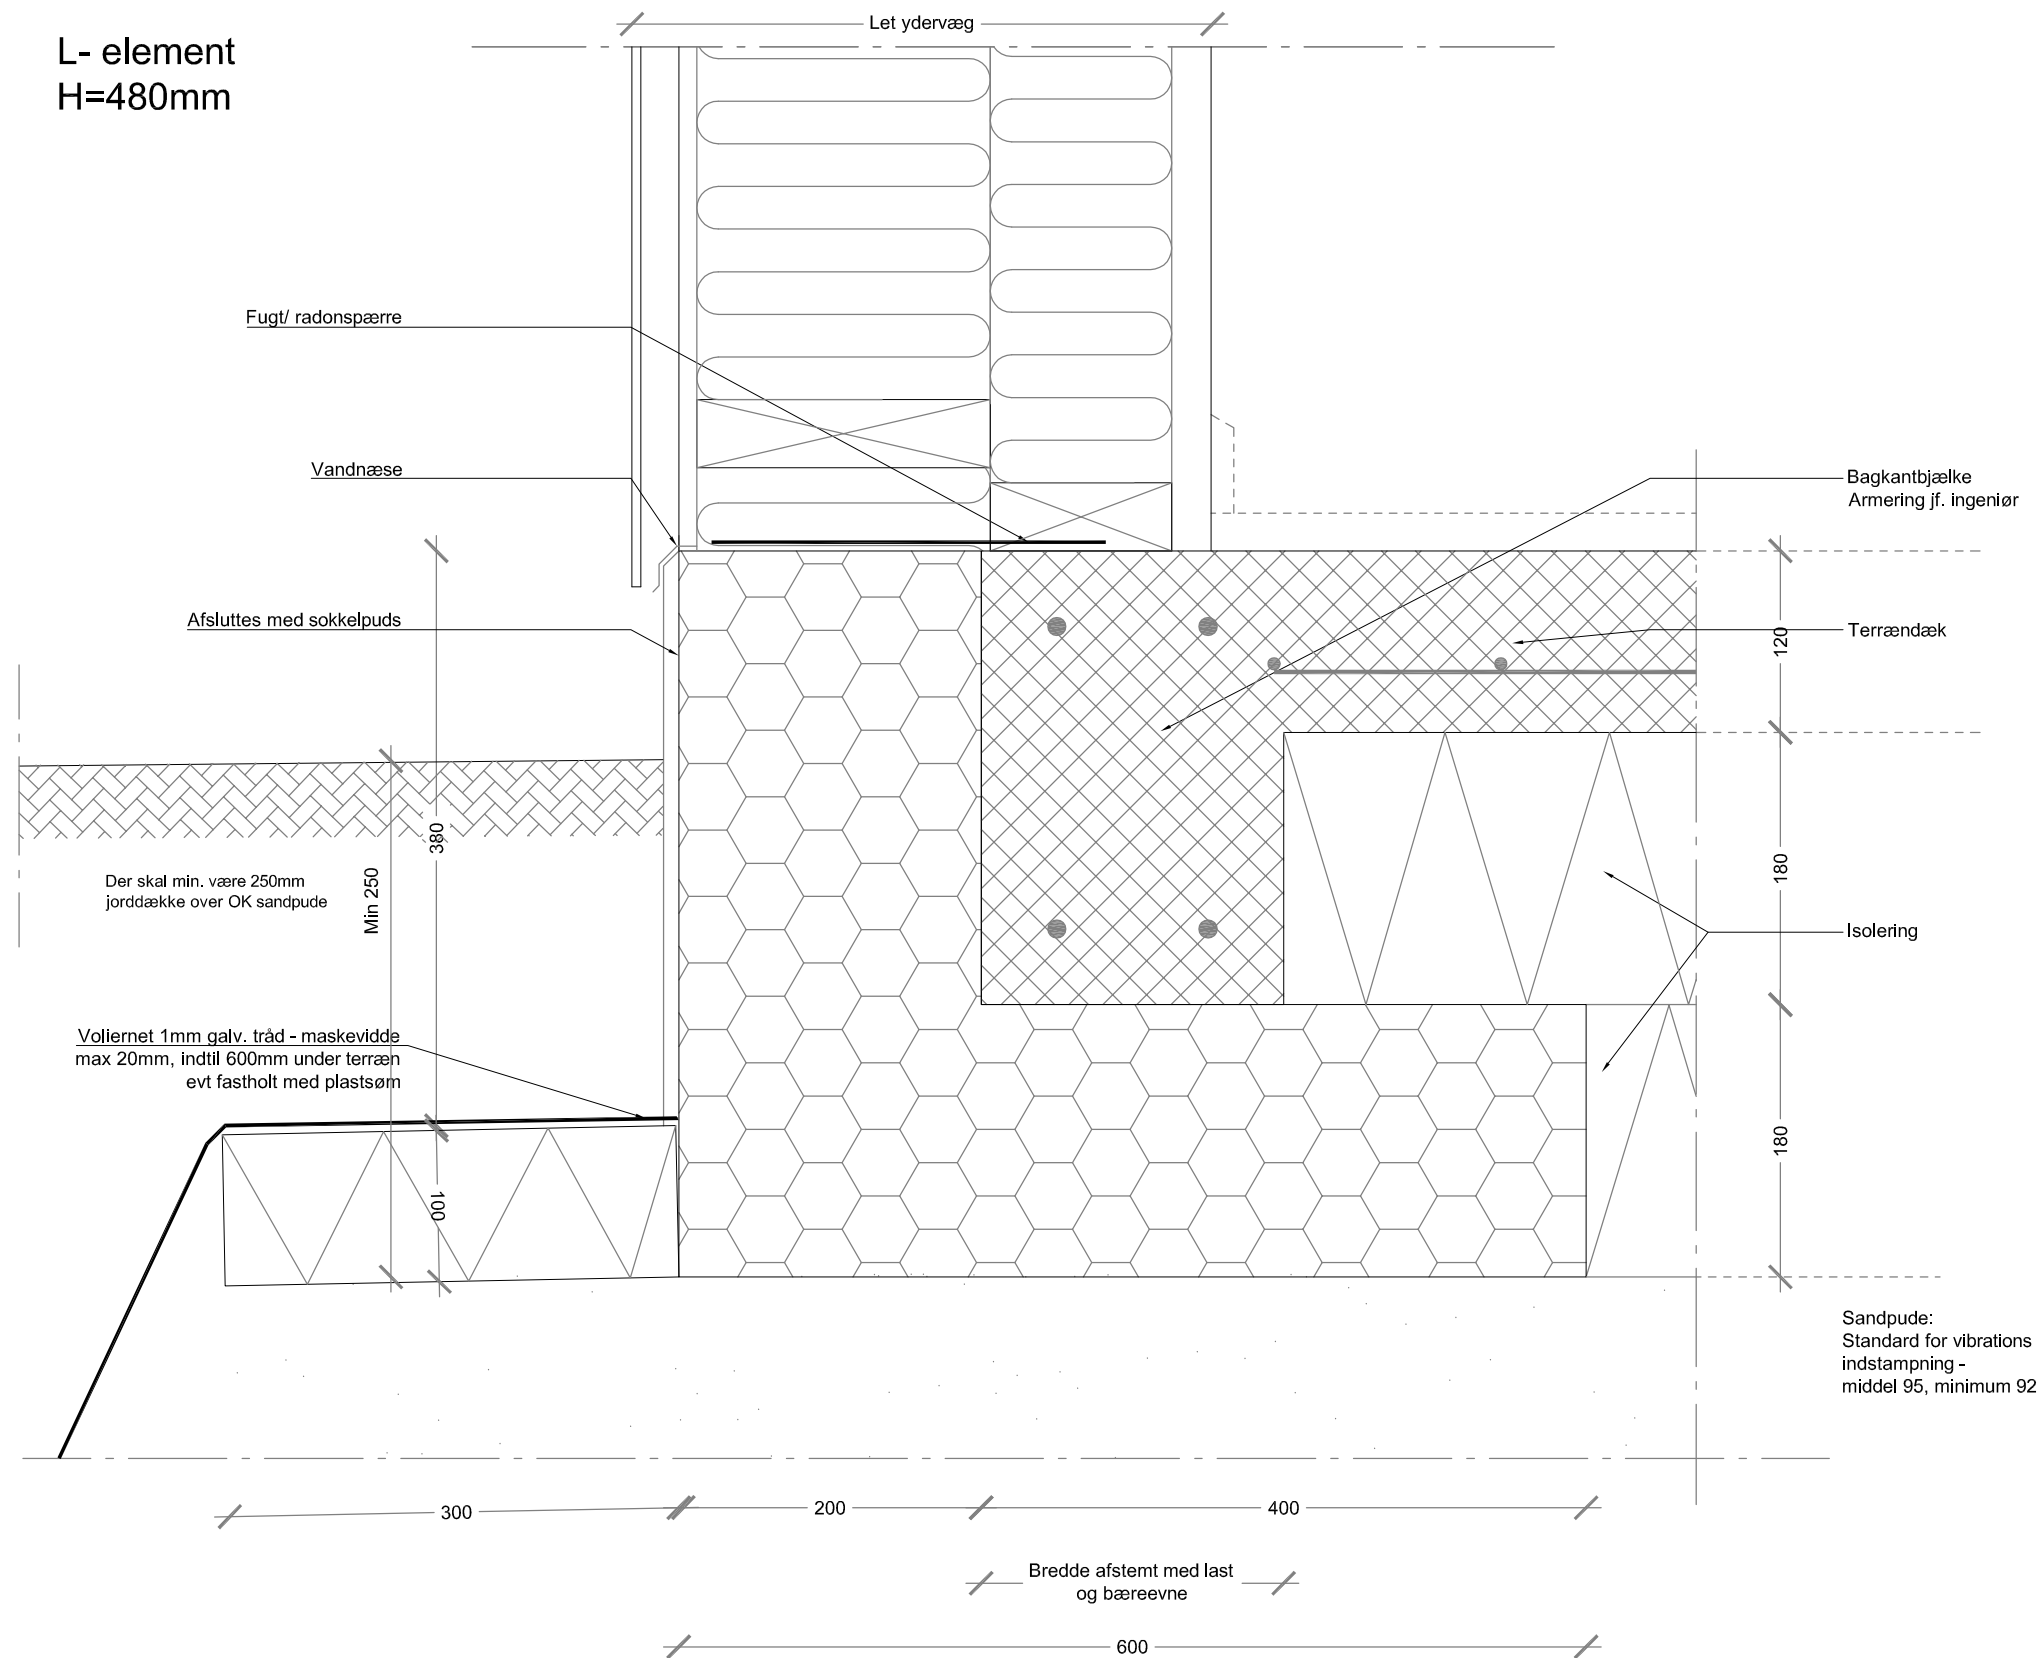 L- element
H=480mm
Let ydervæg
Fugt/ radonspærre
Vandnæse
Afsluttes med sokkelpuds
Bagkantbjælke
Armering jf. ingeniør
Terrændæk
120
380
180
Der skal min. være 250mm
jorddække over OK sandpude
Min 250
Isolering
Voliernet 1mm galv. tråd - maskevidde
max 20mm, indtil 600mm under terræn
evt fastholt med plastsøm
180
100
Sandpude:
Standard for vibrations
indstampning -
middel 95, minimum 92
300
200
400
Bredde afstemt med last
og bæreevne
600